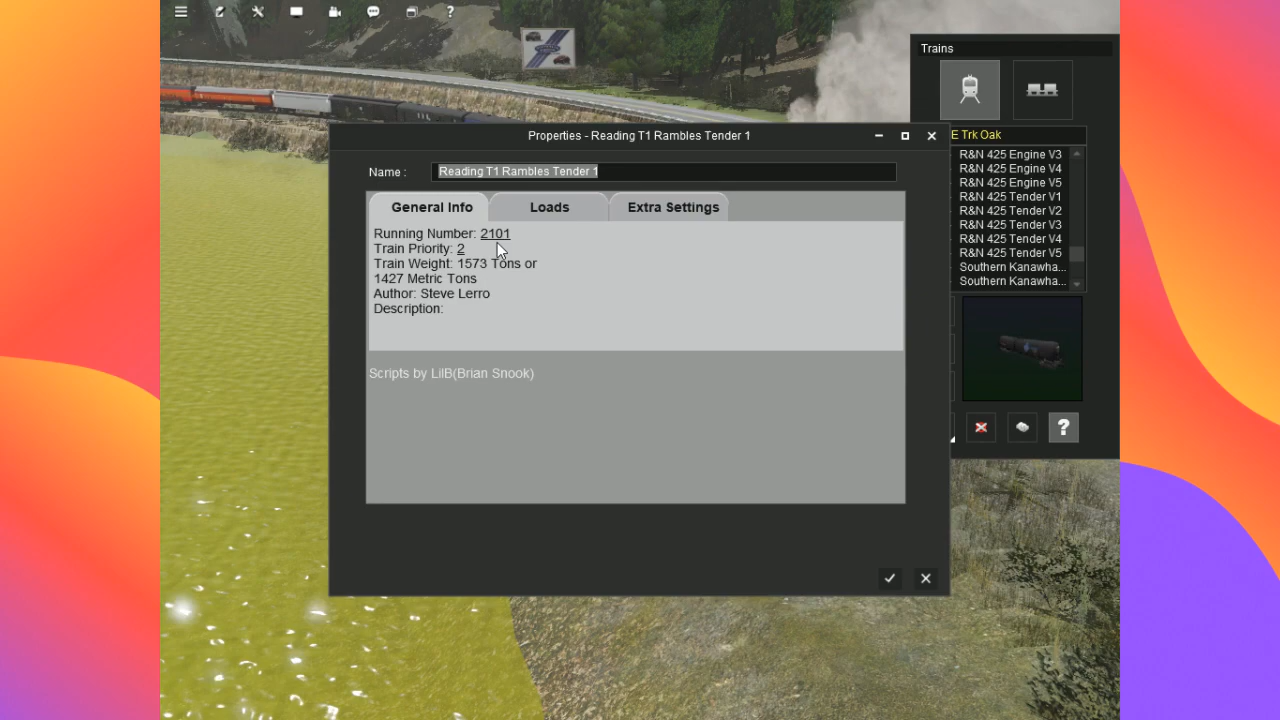 Trains
Properties - Reading T1 Rambles Tender 1
E Trk Oak
R&N 425 Engine V3
R&N 425 Engine V4
R&N 425 Engine V5
R&N 425 Tender V1
R&N 425 Tender V2
R&N 425 Tender V3
R&N 425 Tender V4
R&N 425 Tender V5
Southern Kanawha...
Southern Kanawha...
Name : Reading T1 Rambles Tender 1
General Info Loads Extra Settings
Running Number: 2101
Train Priority: 2
Train Weight: 1573 Tons or
1427 Metric Tons
Author: Steve Lerro
Description:
Scripts by LilB(Brian Snook)